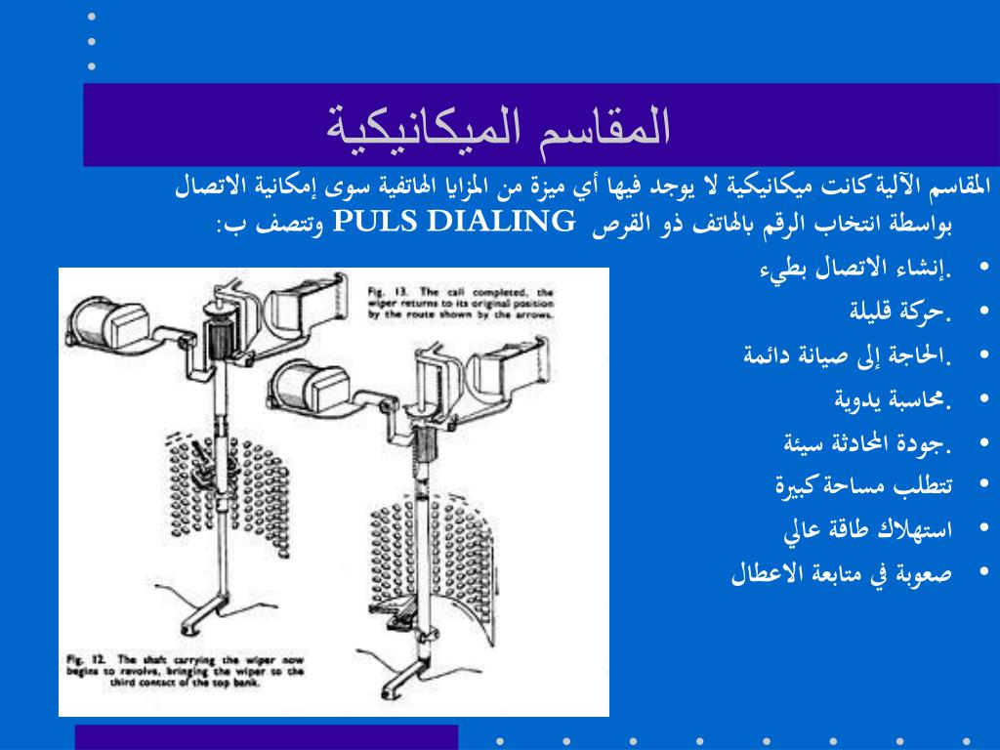 المقاسم الميكانيكية
المقاسم الآلية كانت ميكانيكية لا يوجد فيها أي ميزة من المزايا الهاتفية سوى إمكانية الاتصال
بواسطة انتخاب الرقم بالهاتف ذو القرص PULS DIALING وتتصف ب:
• .إنشاء الاتصال بطيء
• .حركة قليلة
• .الحاجة إلى صيانة دائمة
• .محاسبة يدوية
• .جودة المحادثة سيئة
• تتطلب مساحة كبيرة
• استهلاك طاقة عالي
• صعوبة في متابعة الاعطال
Fig. 13. The call completed, the
wiper returns to its original position
by the route shown by the arrows.
Fig. 12. The shaft carrying the wiper now
begins to revolve, bringing the wiper to the
third contact of the top bank.